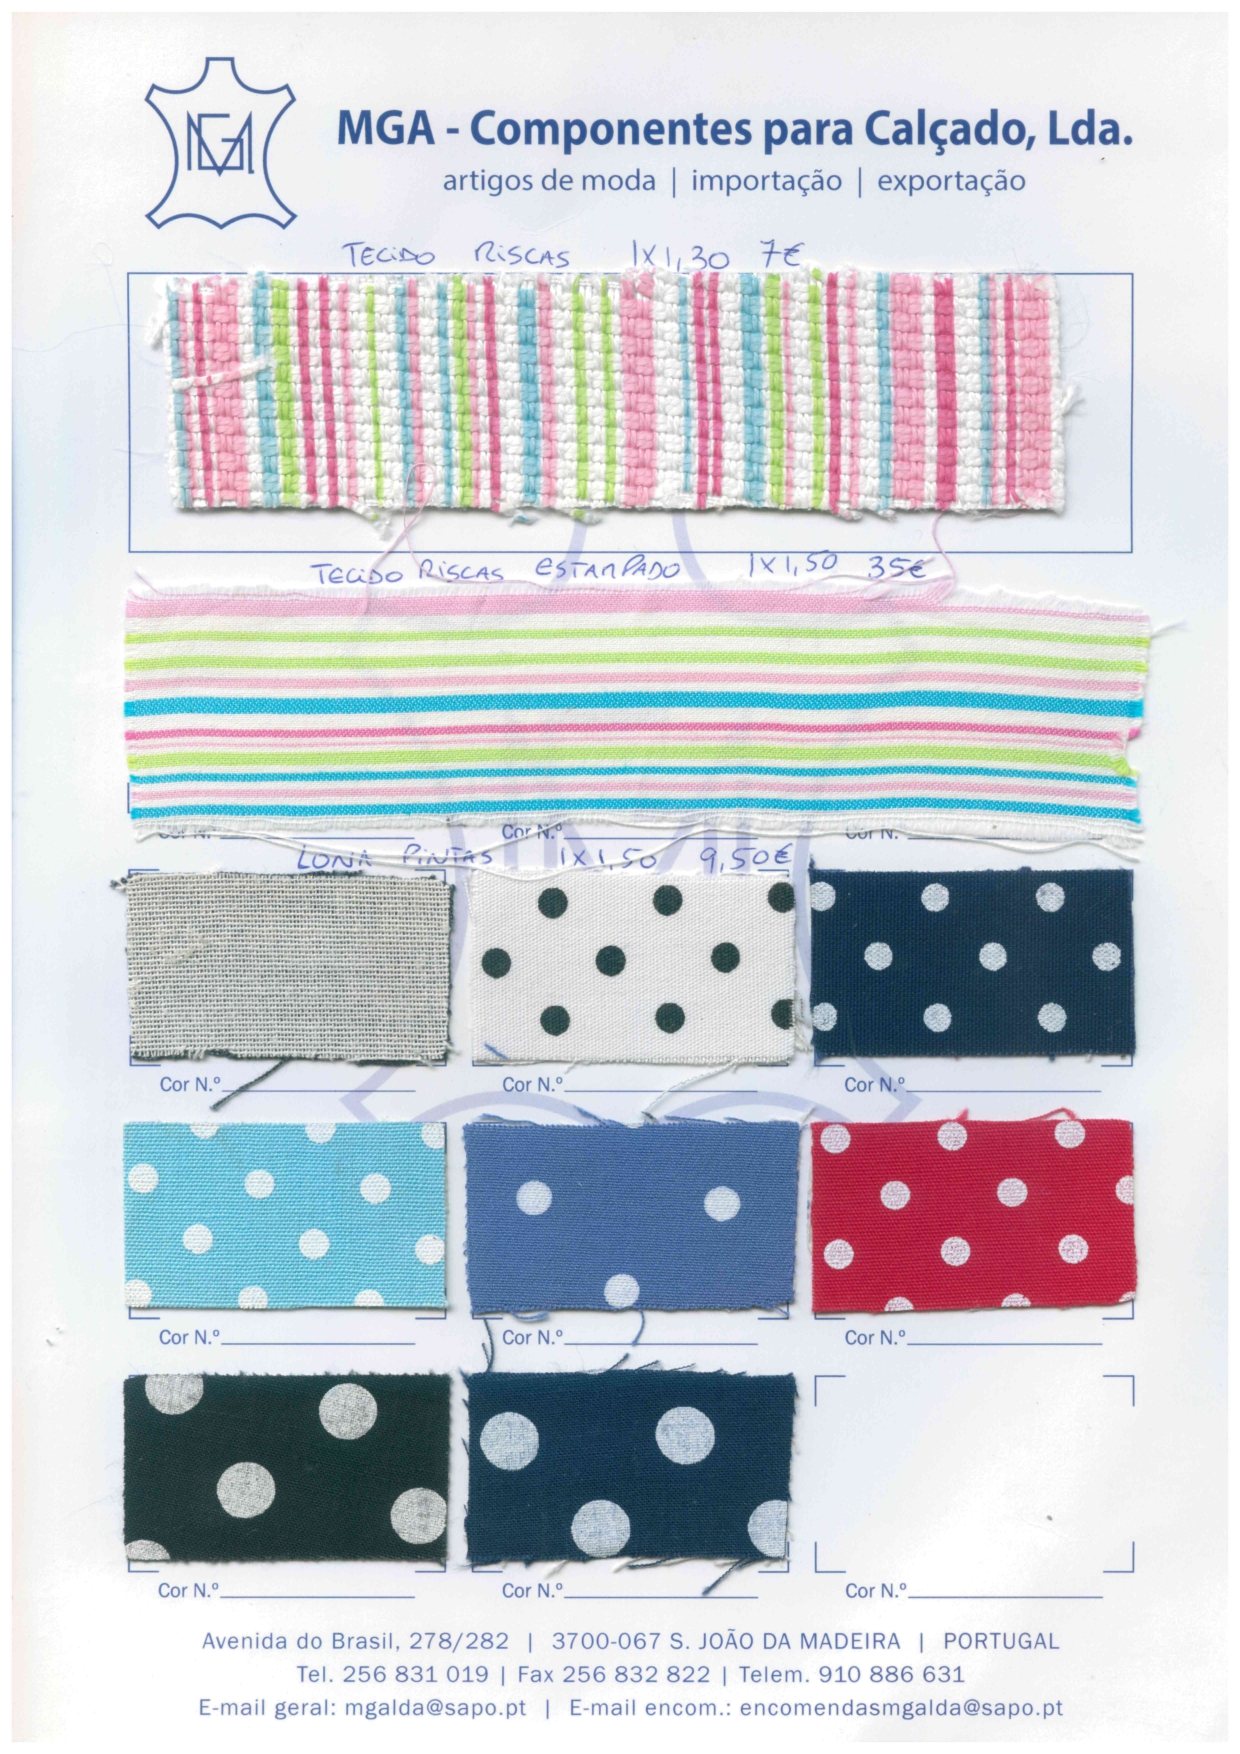 MGA
MGA - Componentes para Calçado, Lda.
artigos de moda | importação | exportação
TECIDO RISCAS 1X1,30 7€
TECIDO RISCAS ESTAMPADO 1X1,50 35€
Cor N.º Cor N.º Cor N.º
LONA PINTAS 1X1,50 9,50€
Cor N.º Cor N.º Cor N.º
Cor N.º Cor N.º Cor N.º
Cor N.º Cor N.º Cor N.º
Avenida do Brasil, 278/282 | 3700-067 S. JOÃO DA MADEIRA | PORTUGAL
Tel. 256 831 019 | Fax 256 832 822 | Telem. 910 886 631
E-mail geral: mgalda@sapo.pt | E-mail encom.: encomendasmgalda@sapo.pt